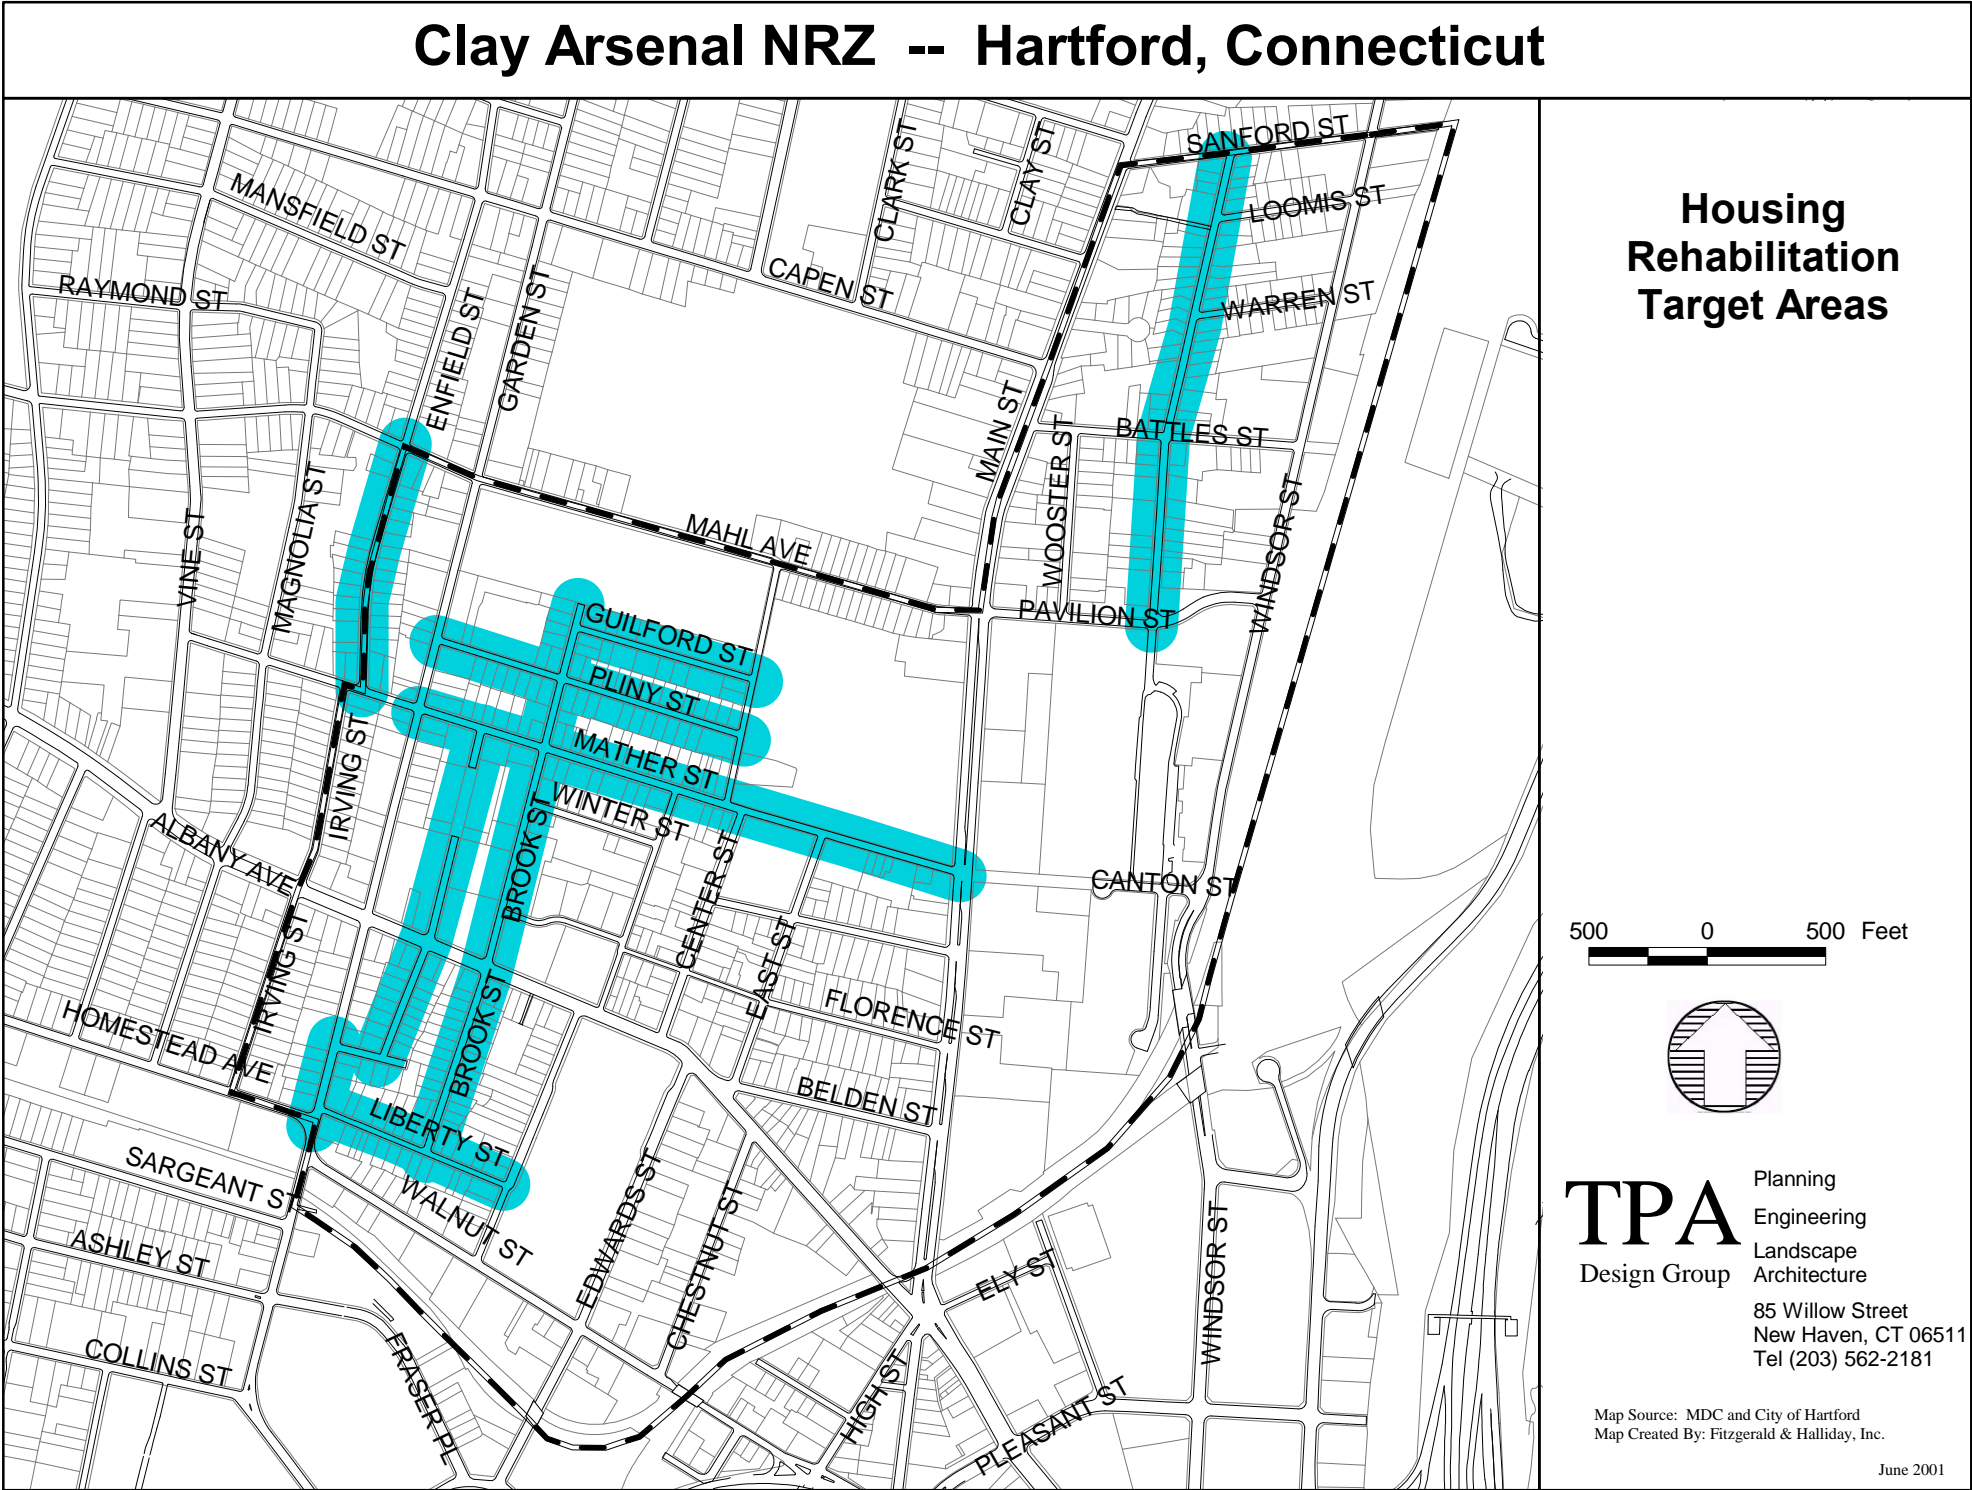 Clay Arsenal NRZ -- Hartford, Connecticut
Housing
Rehabilitation
Target Areas
SANFORD ST
CLARK ST
CLAY ST
LOOMIS ST
MANSFIELD ST
CAPEN ST
WARREN ST
RAYMOND ST
ENFIELD ST
GARDEN ST
MAIN ST
BATTLES ST
WOOSTER ST
MAGNOLIA ST
VINE ST
MAHL AVE
WINDSOR ST
PAVILION ST
GUILFORD ST
PLINY ST
MATHER ST
IRVING ST
WINTER ST
BROOK ST
ALBANY AVE
CENTER ST
CANTON ST
EAST ST
IRVING ST
BROOK ST
FLORENCE ST
HOMESTEAD AVE
BELDEN ST
LIBERTY ST
SARGEANT ST
WALNUT ST
EDWARDS ST
CHESTNUT ST
ASHLEY ST
ELY ST
WINDSOR ST
COLLINS ST
FRASER PL
HIGH ST
PLEASANT ST
500 0 500 Feet
TPA
Design Group
Planning
Engineering
Landscape
Architecture
85 Willow Street
New Haven, CT 06511
Tel (203) 562-2181
Map Source: MDC and City of Hartford
Map Created By: Fitzgerald & Halliday, Inc.
June 2001